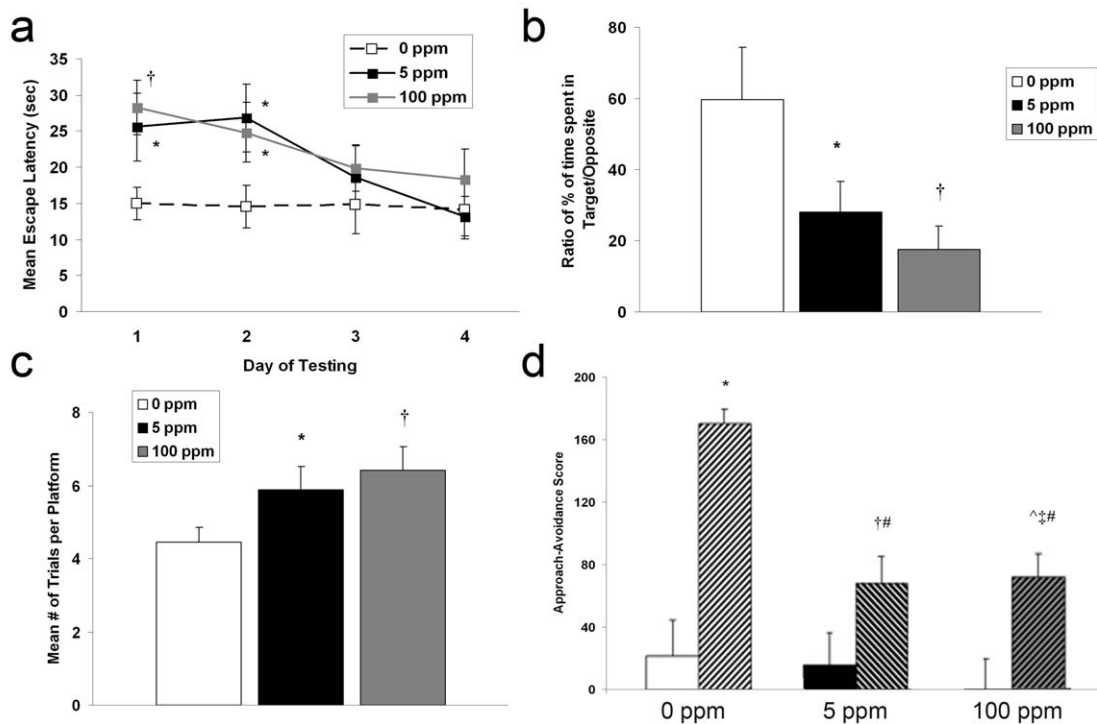 a
0 ppm
5 ppm
100 ppm
Mean Escape Latency (sec)
35
†
30
*
25
*
*
20
15
10
5
0
1 2 3 4
Day of Testing
b
Ratio of % of time spent in
Target/Opposite
80
60
40
20
0
*
†
0 ppm
5 ppm
100 ppm
c
0 ppm
5 ppm
100 ppm
Mean # of Trials per Platform
8
6
4
2
0
*
†
d
Approach-Avoidance Score
200
160
120
80
40
0
*
†#
^‡#
0 ppm 5 ppm 100 ppm